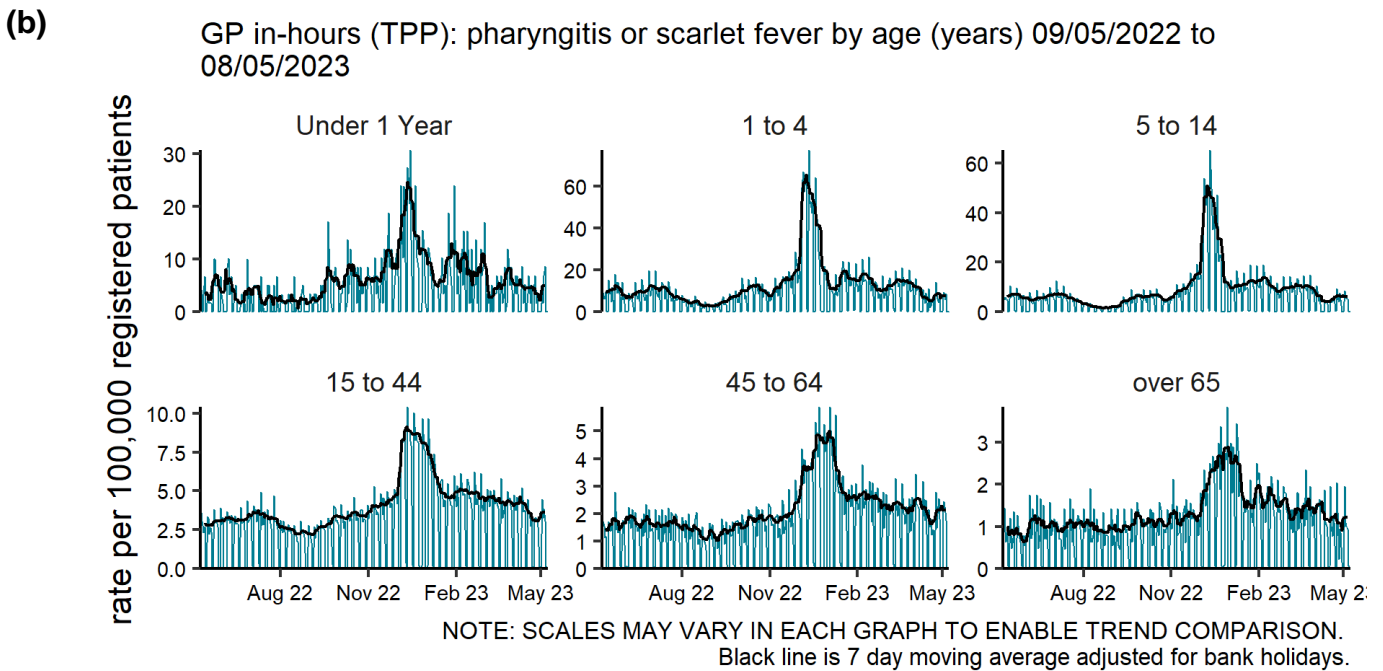 (b)
GP in-hours (TPP): pharyngitis or scarlet fever by age (years) 09/05/2022 to
08/05/2023
rate per 100,000 registered patients
Under 1 Year
30
20
10
0
1 to 4
60
40
20
0
5 to 14
60
40
20
0
15 to 44
10.0
7.5
5.0
2.5
0.0
Aug 22 Nov 22 Feb 23 May 23
45 to 64
5
4
3
2
1
0
Aug 22 Nov 22 Feb 23 May 23
over 65
3
2
1
0
Aug 22 Nov 22 Feb 23 May 2
NOTE: SCALES MAY VARY IN EACH GRAPH TO ENABLE TREND COMPARISON.
Black line is 7 day moving average adjusted for bank holidays.